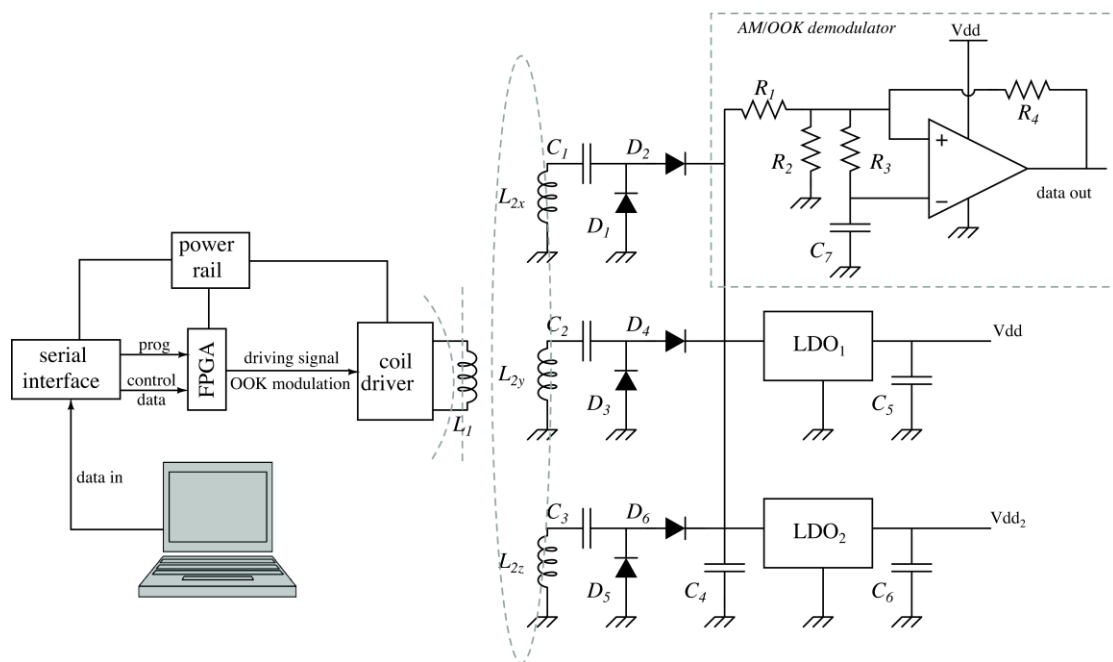 AM/OOK demodulator
Vdd
R1
R4
R2
R3
+
−
data out
C7
C1
D2
L2x
D1
power
rail
serial
interface
prog
control
data
FPGA
driving signal
OOK modulation
coil
driver
L1
data in
C2
D4
L2y
D3
LDO1
C5
Vdd
C3
D6
L2z
D5
C4
LDO2
C6
Vdd2